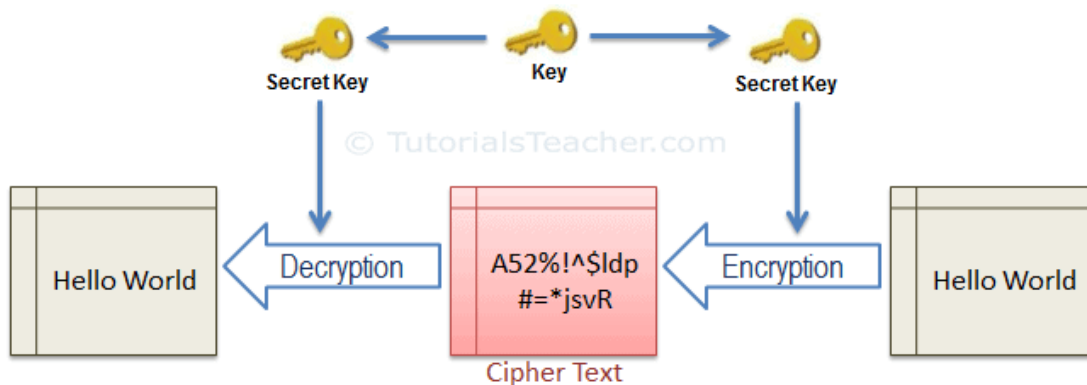 Secret Key
Key
Secret Key
© TutorialsTeacher.com
Hello World
Decryption
A52%!^$ldp
#=*jsvR
Encryption
Hello World
Cipher Text